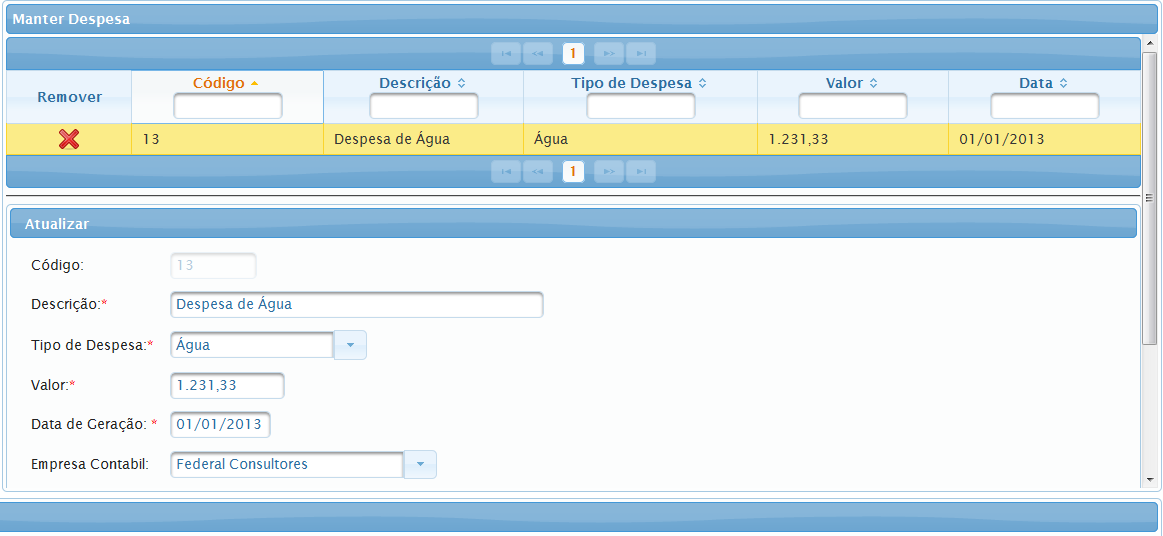 Manter Despesa
1
Remover Código Descrição Tipo de Despesa Valor Data
13 Despesa de Água Água 1.231,33 01/01/2013
1
Atualizar
Código: 13
Descrição:* Despesa de Água
Tipo de Despesa:* Água
Valor:* 1.231,33
Data de Geração: * 01/01/2013
Empresa Contabil: Federal Consultores